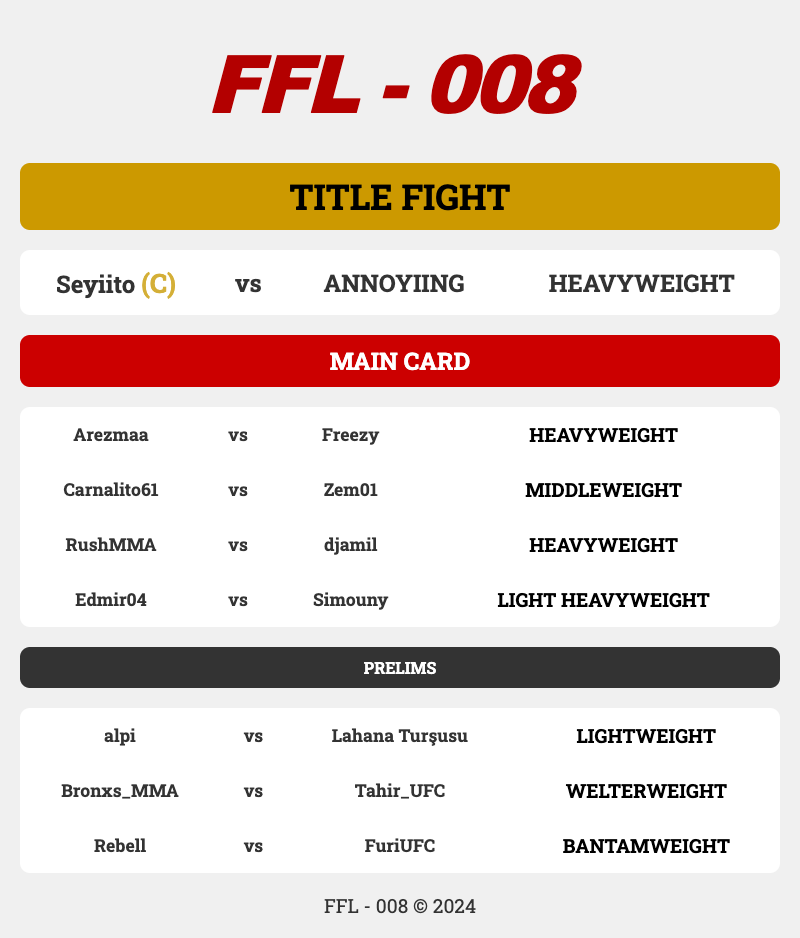 FFL - 008
TITLE FIGHT
Seyiito (C) vs ANNOYIING HEAVYWEIGHT
MAIN CARD
Arezmaa vs Freezy HEAVYWEIGHT
Carnalito61 vs Zem01 MIDDLEWEIGHT
RushMMA vs djamil HEAVYWEIGHT
Edmir04 vs Simouny LIGHT HEAVYWEIGHT
PRELIMS
alpi vs Lahana Turşusu LIGHTWEIGHT
Bronxs_MMA vs Tahir_UFC WELTERWEIGHT
Rebell vs FuriUFC BANTAMWEIGHT
FFL - 008 © 2024